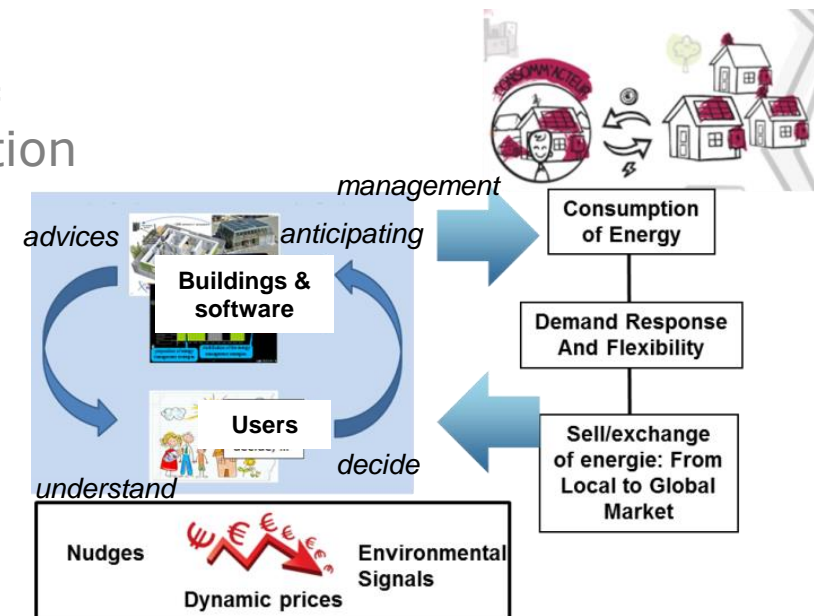 tion
CONSOMM'ACTEUR
management
advices
anticipating
Buildings &
software
Users
decide
understand
Consumption
of Energy
Demand Response
And Flexibility
Sell/exchange
of energie: From
Local to Global
Market
Nudges
Dynamic prices
Environmental
Signals